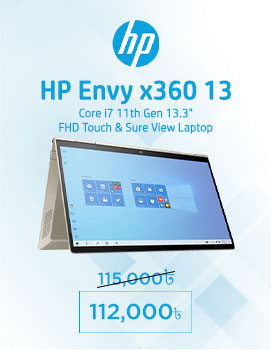 hp
HP Envy x360 13
Core i7 11th Gen 13.3"
FHD Touch & Sure View Laptop
115,000৳
112,000৳